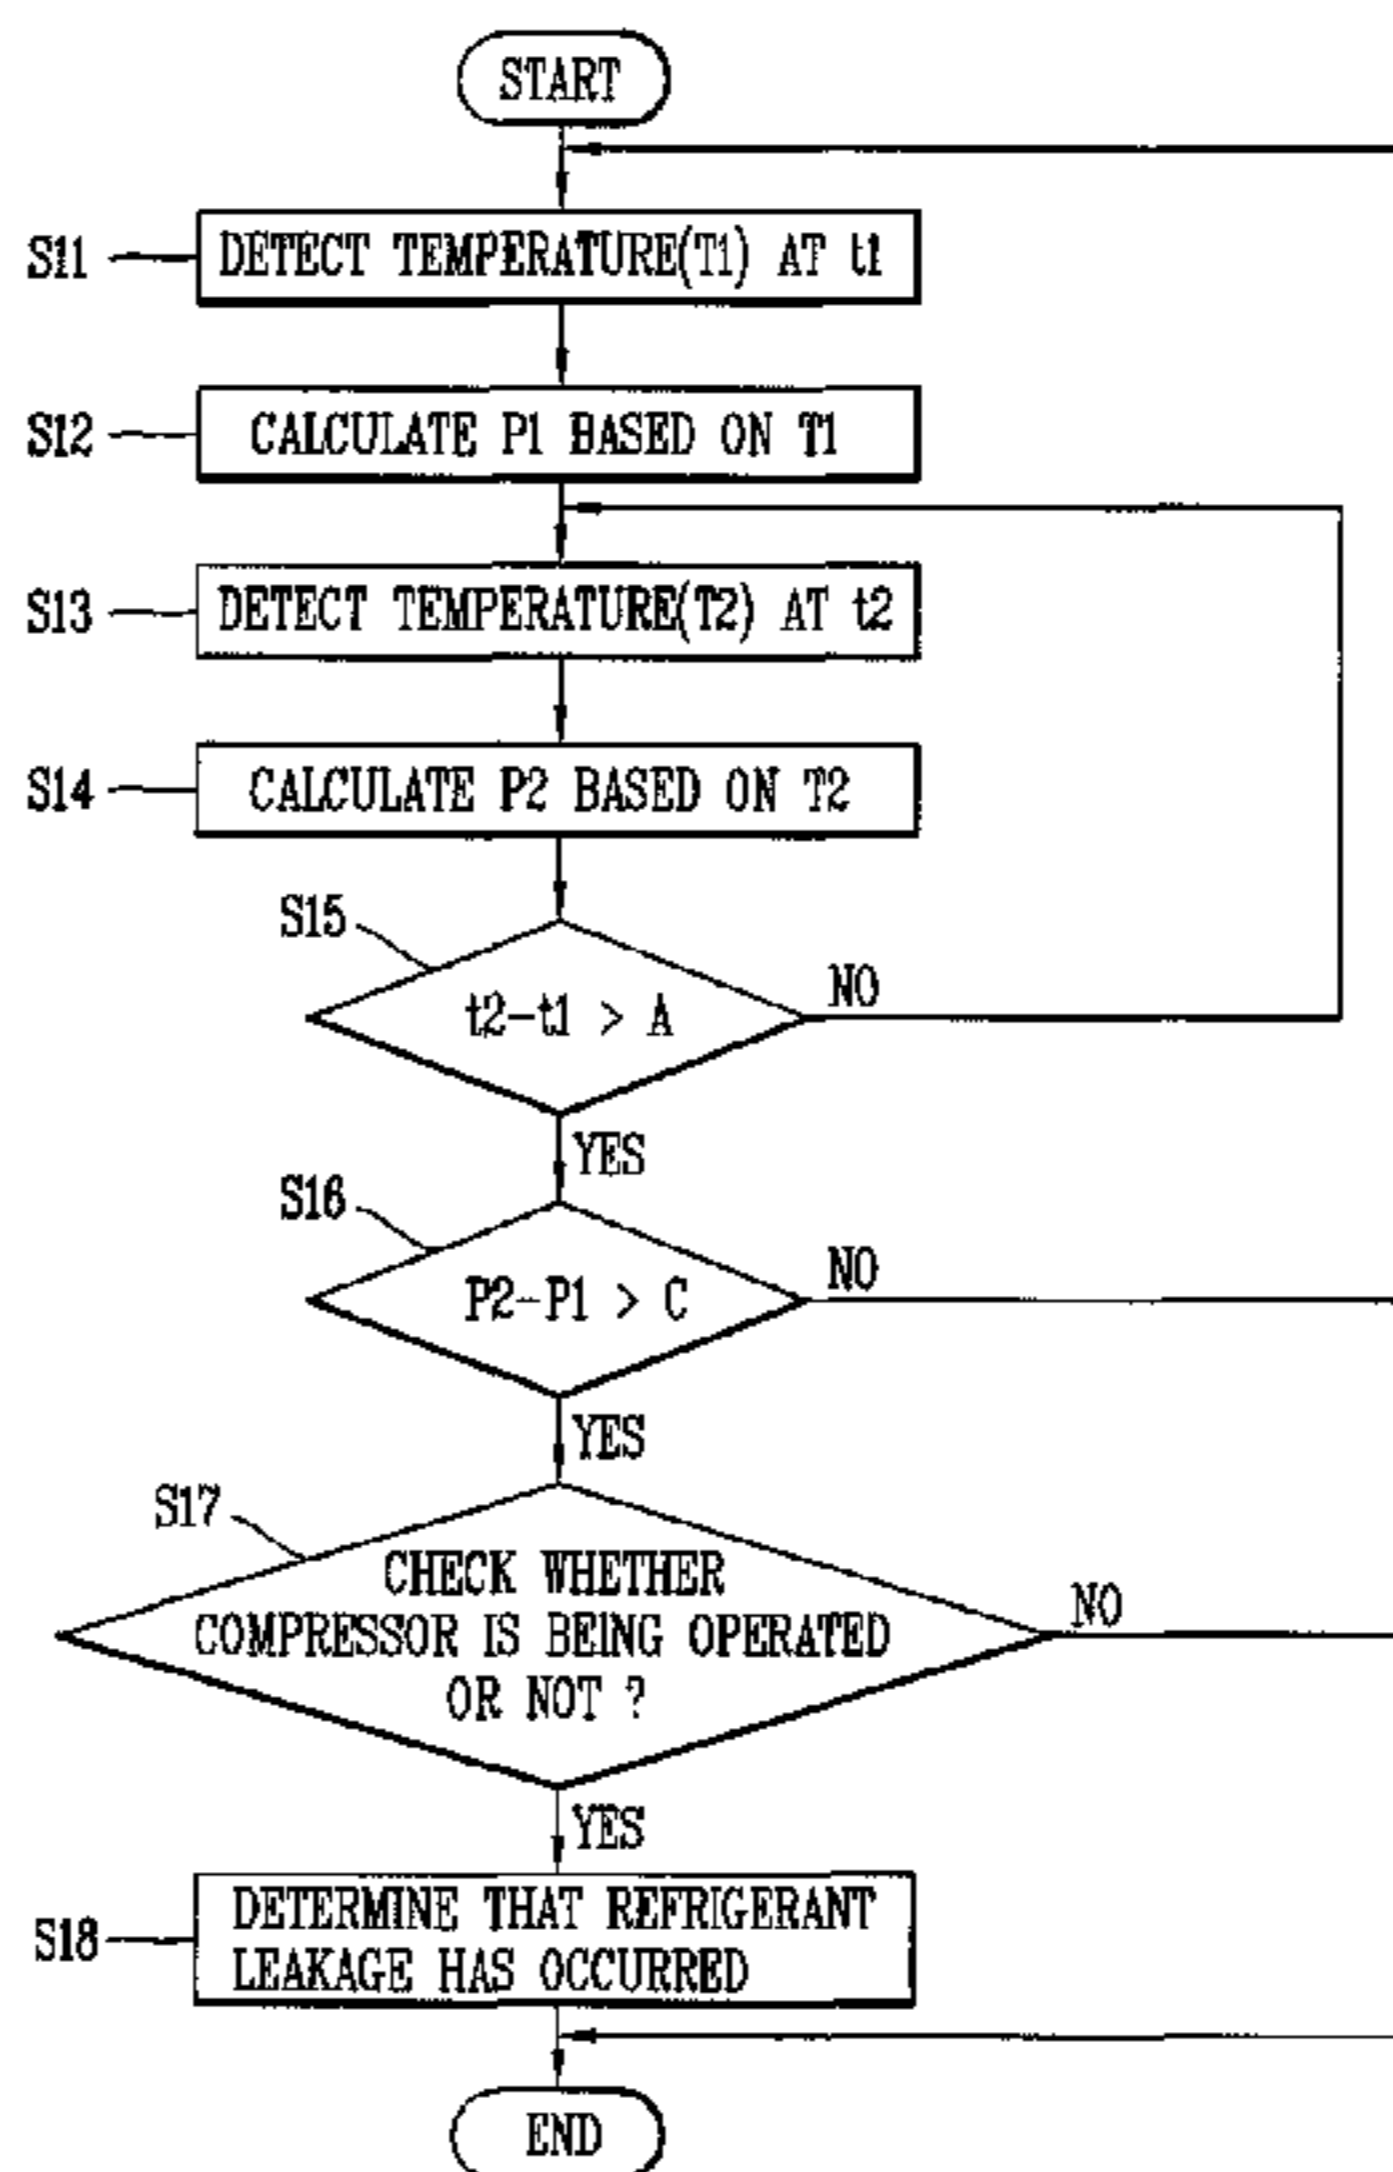 START
S11
DETECT TEMPERATURE(T1) AT t1
S12
CALCULATE P1 BASED ON T1
S13
DETECT TEMPERATURE(T2) AT t2
S14
CALCULATE P2 BASED ON T2
S15
t2-t1 > A
NO
YES
S16
P2-P1 > C
NO
YES
S17
CHECK WHETHER
COMPRESSOR IS BEING OPERATED
OR NOT ?
NO
YES
S18
DETERMINE THAT REFRIGERANT
LEAKAGE HAS OCCURRED
END